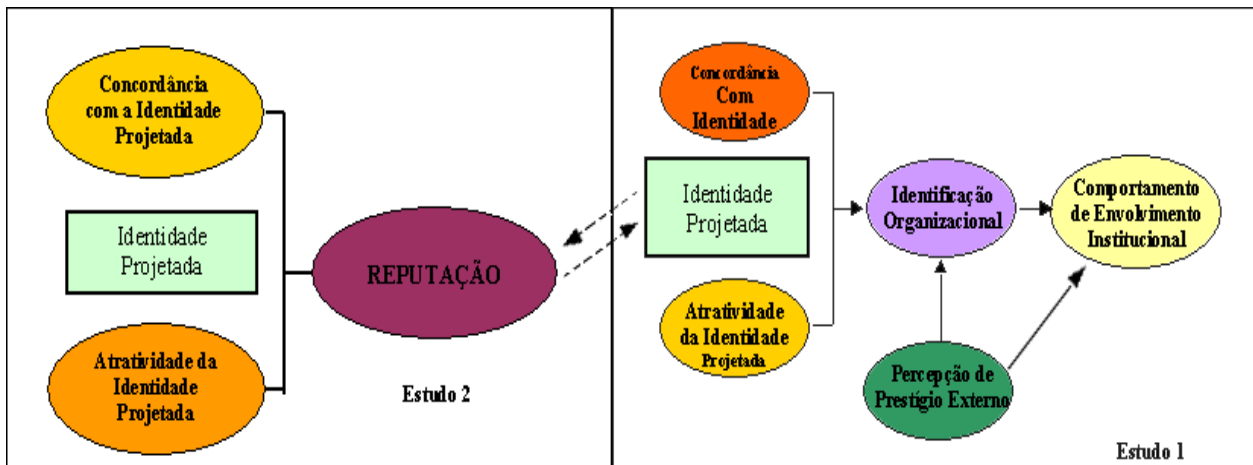 Concordância
com a Identidade
Projetada
Identidade
Projetada
Atratividade da
Identidade
Projetada
REPUTAÇÃO
Estudo 2
Concordância
Com
Identidade
Identidade
Projetada
Atratividade
da Identidade
Projetada
Identificação
Organizacional
Comportamento
de Envolvimento
Institucional
Percepção de
Prestígio Externo
Estudo 1